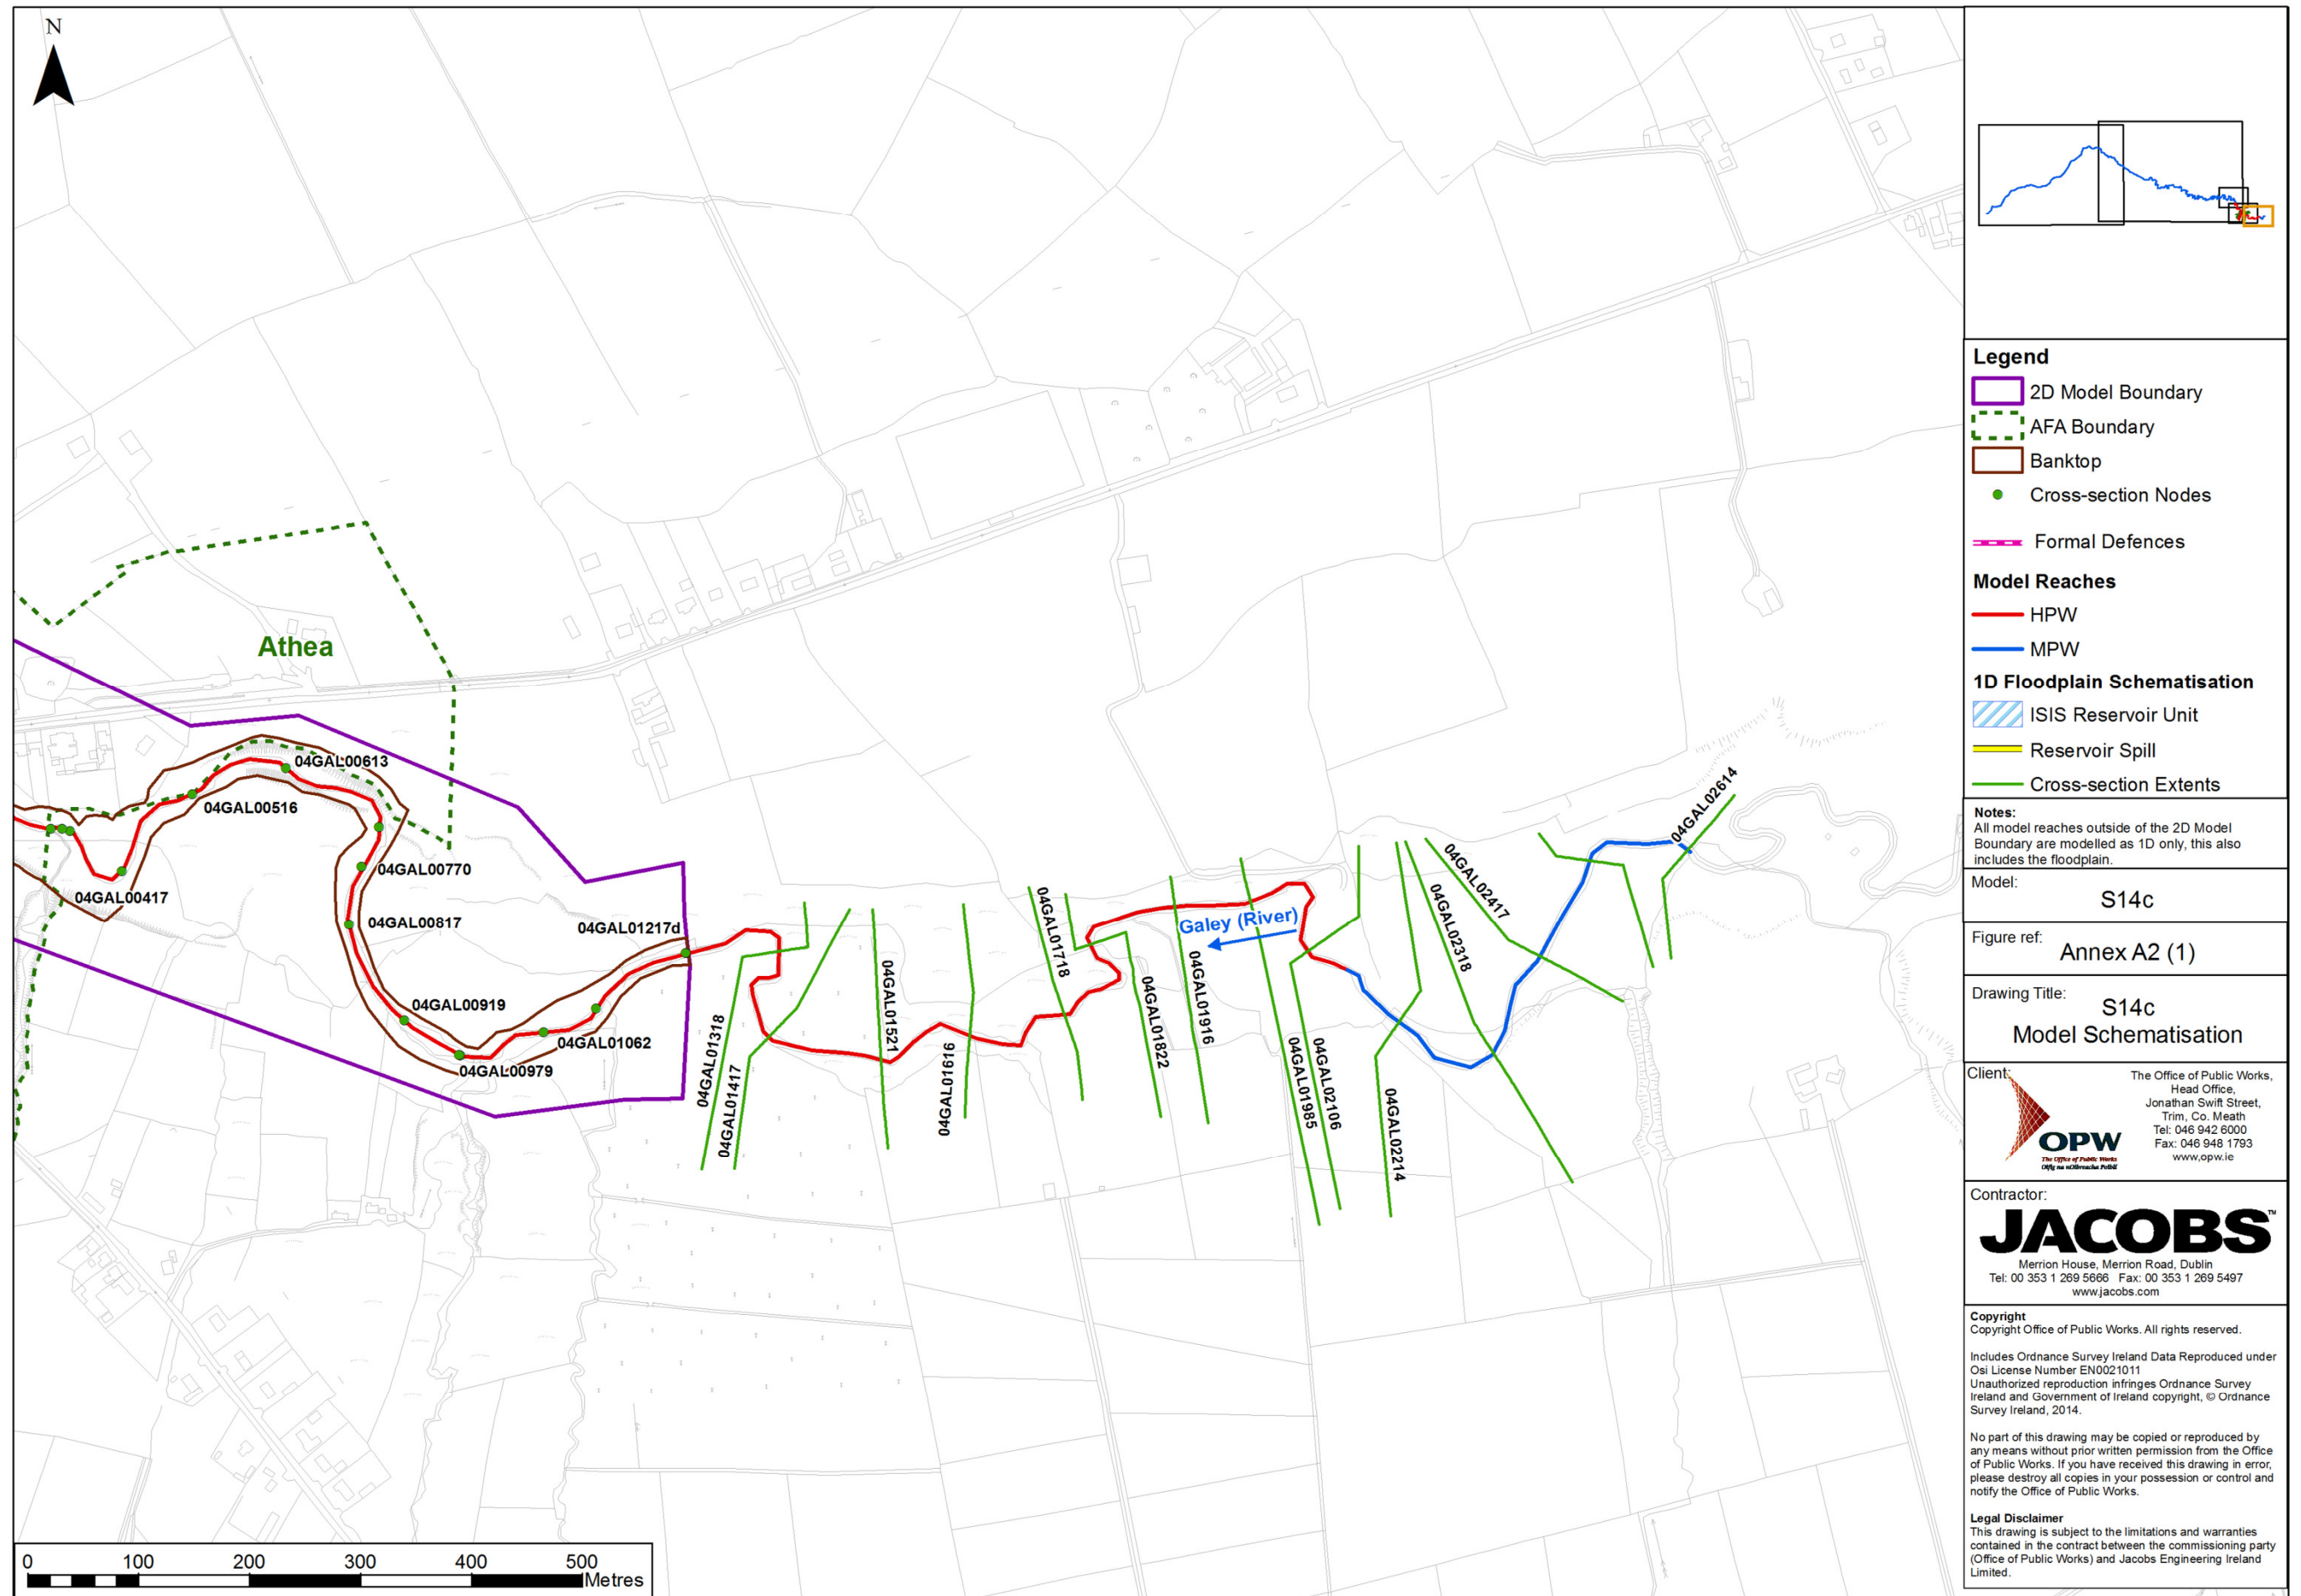 N
Athea
04GAL00613
04GAL00516
04GAL00417
04GAL00770
04GAL00817
04GAL00919
04GAL00979
04GAL01062
04GAL01217d
04GAL01318
04GAL01417
04GAL01521
04GAL01616
04GAL01718
04GAL01822
04GAL01916
Galey (River)
04GAL01985
04GAL02106
04GAL02214
04GAL02318
04GAL02417
04GAL02614
0 100 200 300 400 500
Metres
Legend
2D Model Boundary
AFA Boundary
Banktop
Cross-section Nodes
Formal Defences
Model Reaches
HPW
MPW
1D Floodplain Schematisation
ISIS Reservoir Unit
Reservoir Spill
Cross-section Extents
Notes:
All model reaches outside of the 2D Model
Boundary are modelled as 1D only, this also
includes the floodplain.
Model:
S14c
Figure ref:
Annex A2 (1)
Drawing Title:
S14c
Model Schematisation
Client:
The Office of Public Works,
Head Office,
Jonathan Swift Street,
Trim, Co. Meath
Tel: 046 942 6000
Fax: 046 948 1793
www.opw.ie
OPW
The Office of Public Works
Oifig na nOibreacha Poiblí
Contractor:
JACOBS™
Merrion House, Merrion Road, Dublin
Tel: 00 353 1 269 5666 Fax: 00 353 1 269 5497
www.jacobs.com
Copyright
Copyright Office of Public Works. All rights reserved.
Includes Ordnance Survey Ireland Data Reproduced under
Osi License Number EN0021011
Unauthorized reproduction infringes Ordnance Survey
Ireland and Government of Ireland copyright, © Ordnance
Survey Ireland, 2014.
No part of this drawing may be copied or reproduced by
any means without prior written permission from the Office
of Public Works. If you have received this drawing in error,
please destroy all copies in your possession or control and
notify the Office of Public Works.
Legal Disclaimer
This drawing is subject to the limitations and warranties
contained in the contract between the commissioning party
(Office of Public Works) and Jacobs Engineering Ireland
Limited.